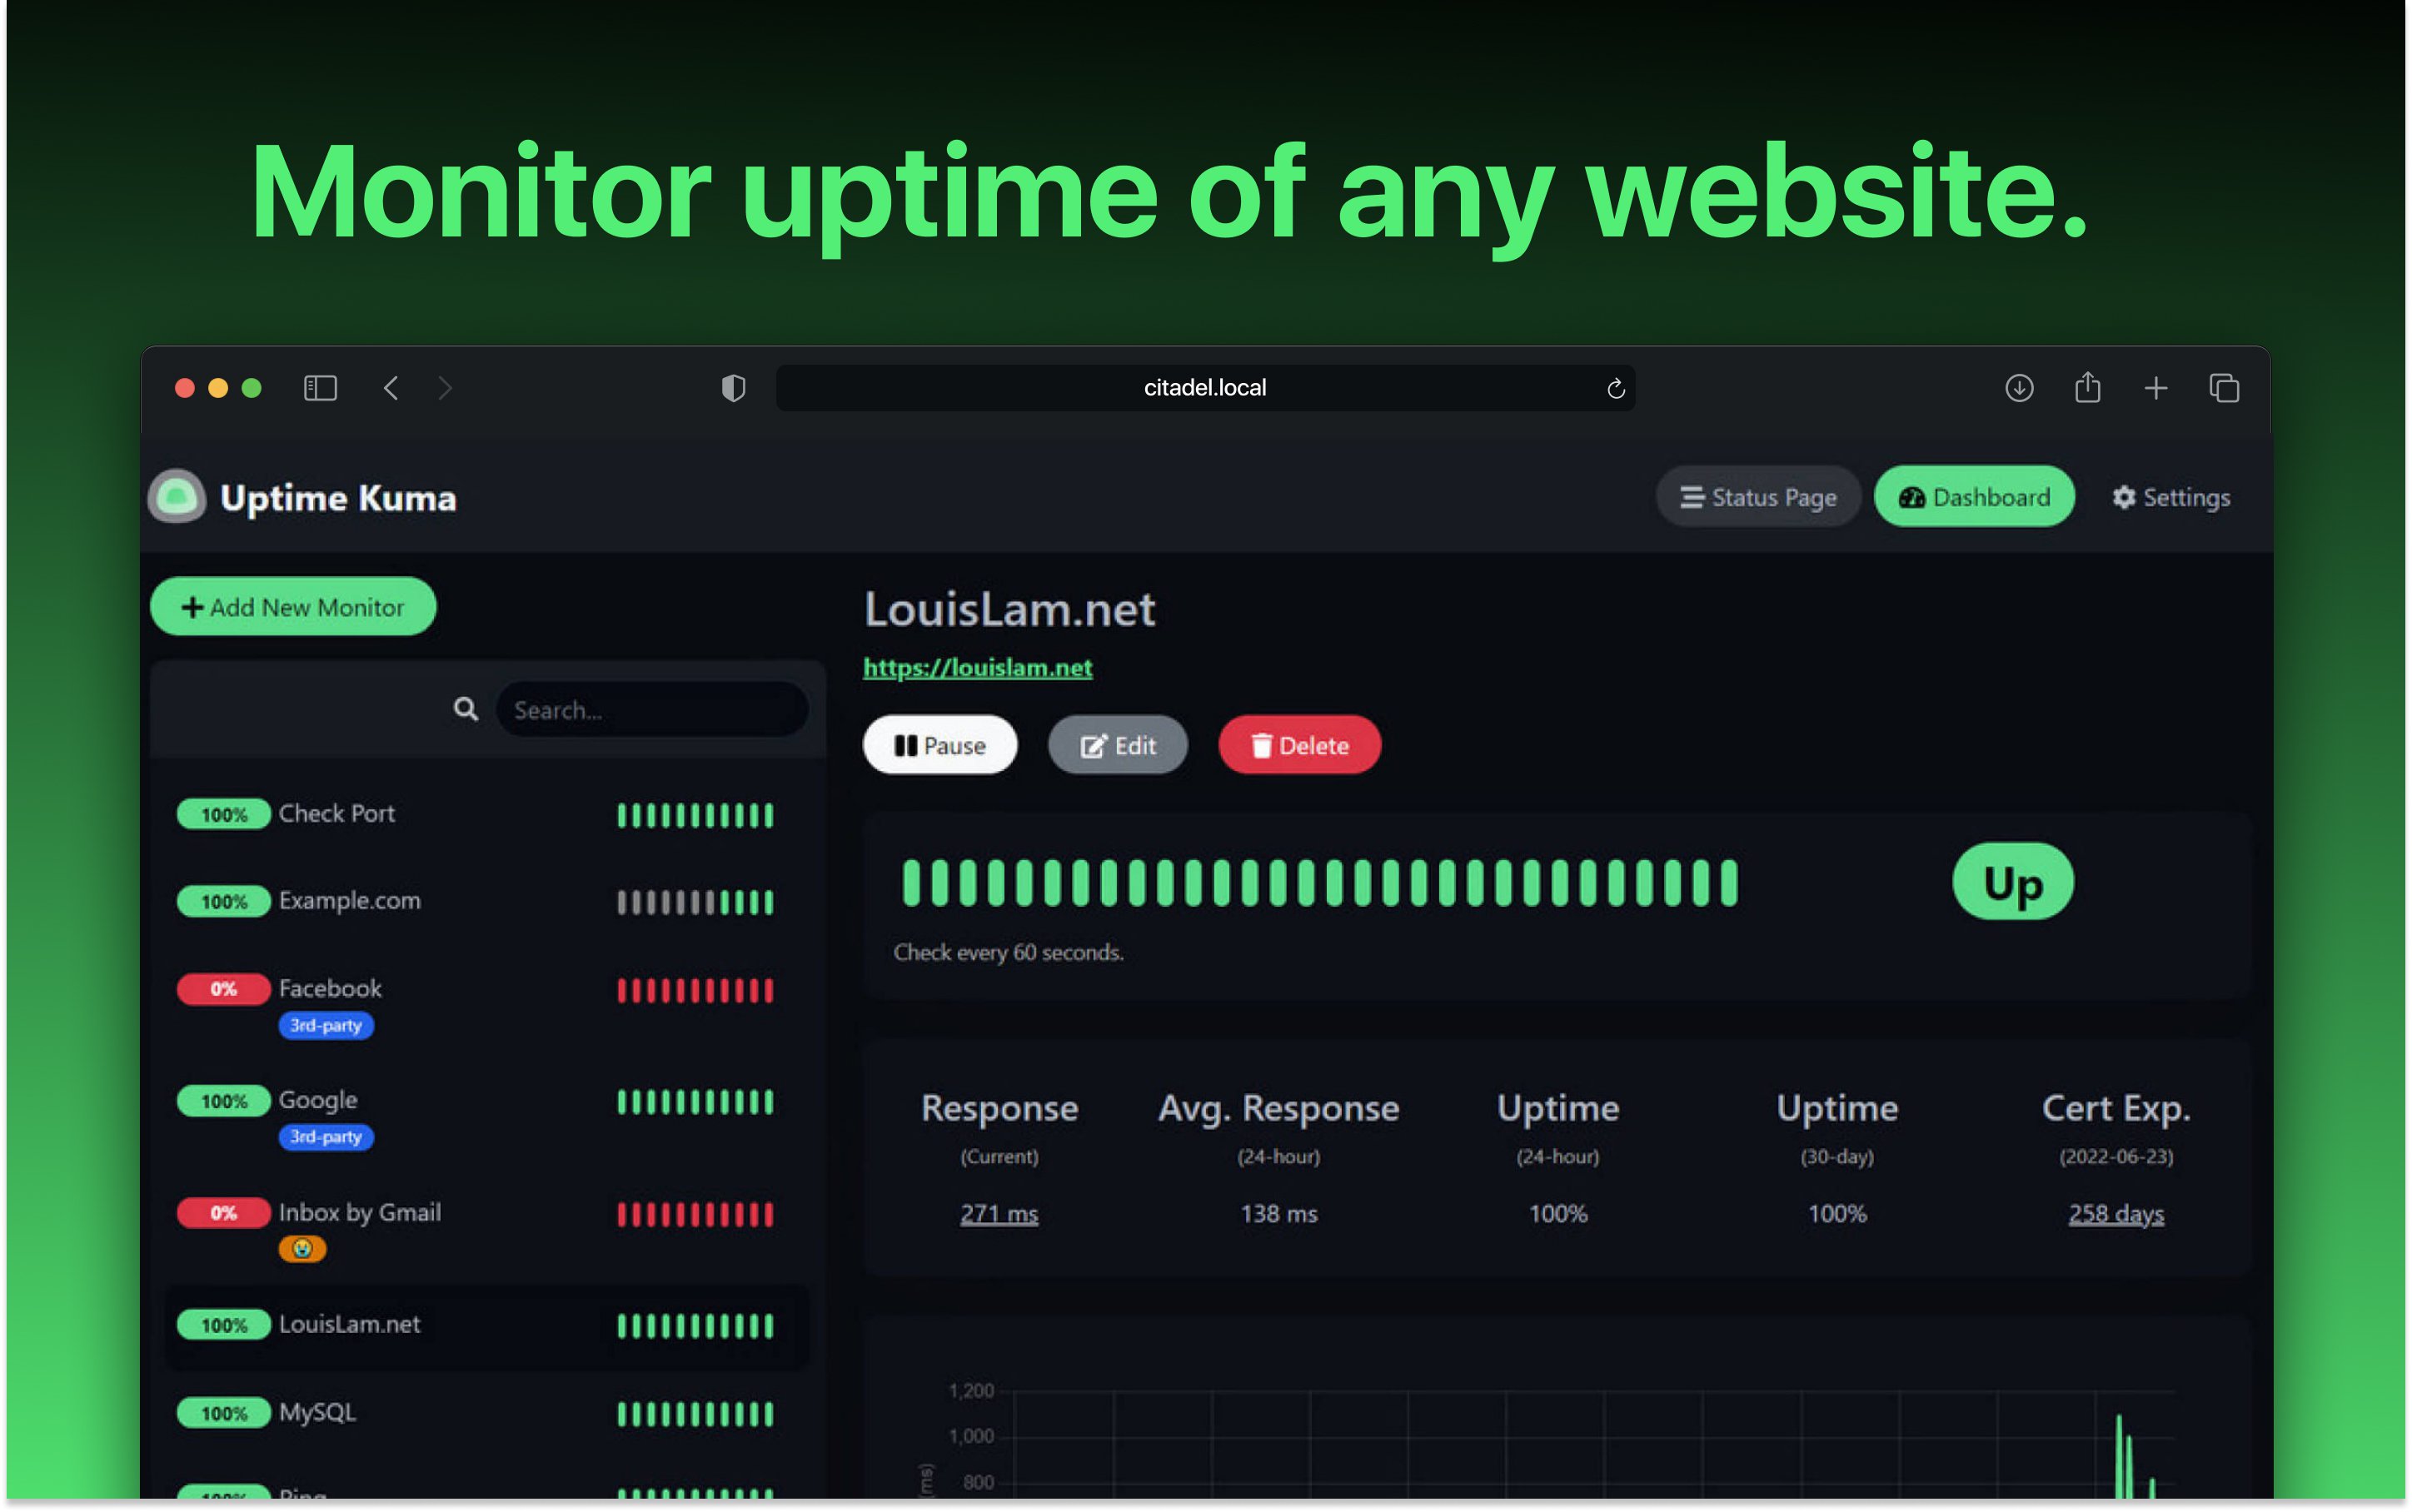 Monitor uptime of any website.
citadel.local
Uptime Kuma
Status Page
Dashboard
Settings
Add New Monitor
Search...
100% Check Port
100% Example.com
0% Facebook
3rd-party
100% Google
3rd-party
0% Inbox by Gmail
100% LouisLam.net
100% MySQL
100% Ping
LouisLam.net
https://louislam.net
Pause
Edit
Delete
Up
Check every 60 seconds.
Response
(Current)
271 ms
Avg. Response
(24-hour)
138 ms
Uptime
(24-hour)
100%
Uptime
(30-day)
100%
Cert Exp.
(2022-06-23)
258 days
1,200
1,000
800
(ms)